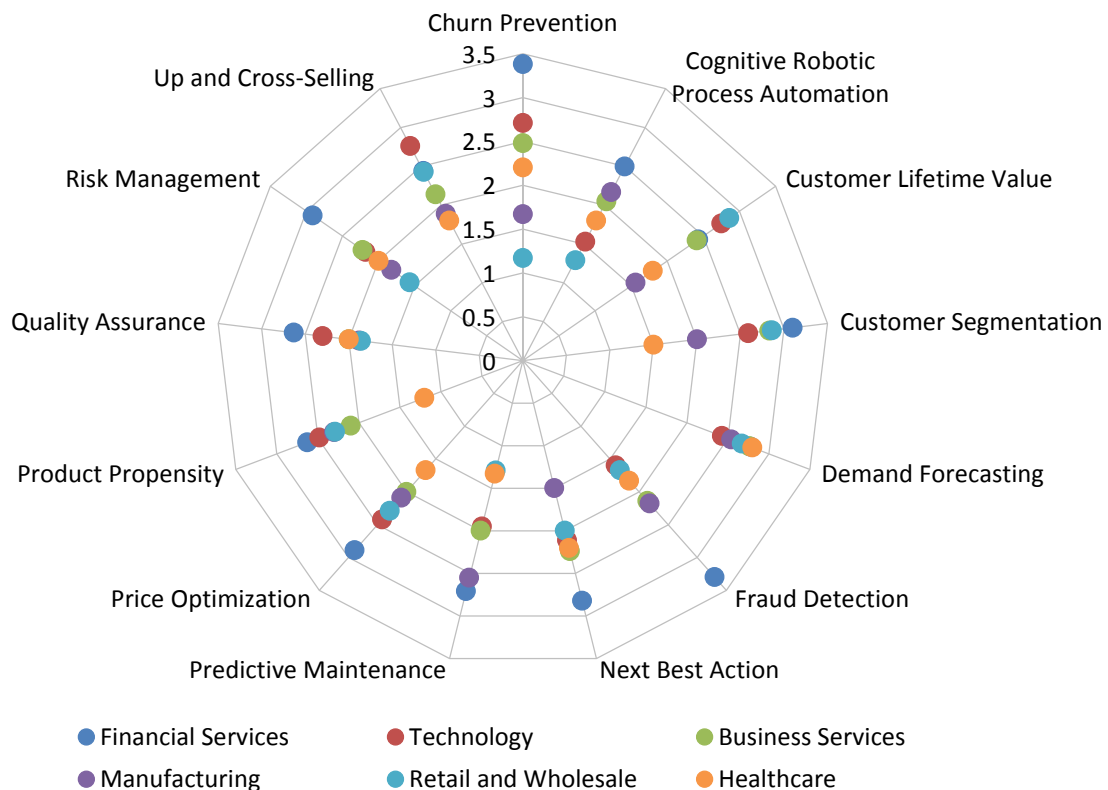 Churn Prevention
Cognitive Robotic
Process Automation
Customer Lifetime Value
Customer Segmentation
Demand Forecasting
Fraud Detection
Next Best Action
Predictive Maintenance
Price Optimization
Product Propensity
Quality Assurance
Risk Management
Up and Cross-Selling
3.5
3
2.5
2
1.5
1
0.5
0
Financial Services
Technology
Business Services
Manufacturing
Retail and Wholesale
Healthcare